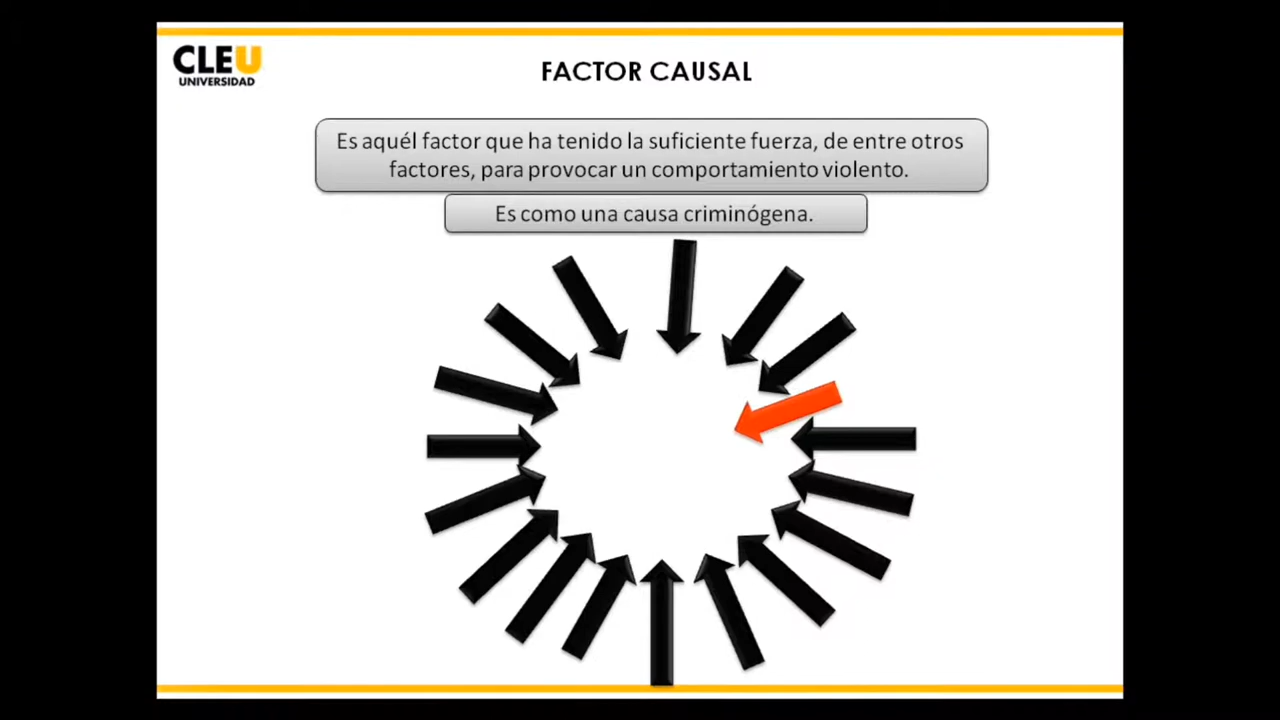 CLEU
UNIVERSIDAD
FACTOR CAUSAL
Es aquél factor que ha tenido la suficiente fuerza, de entre otros
factores, para provocar un comportamiento violento.
Es como una causa criminógena.